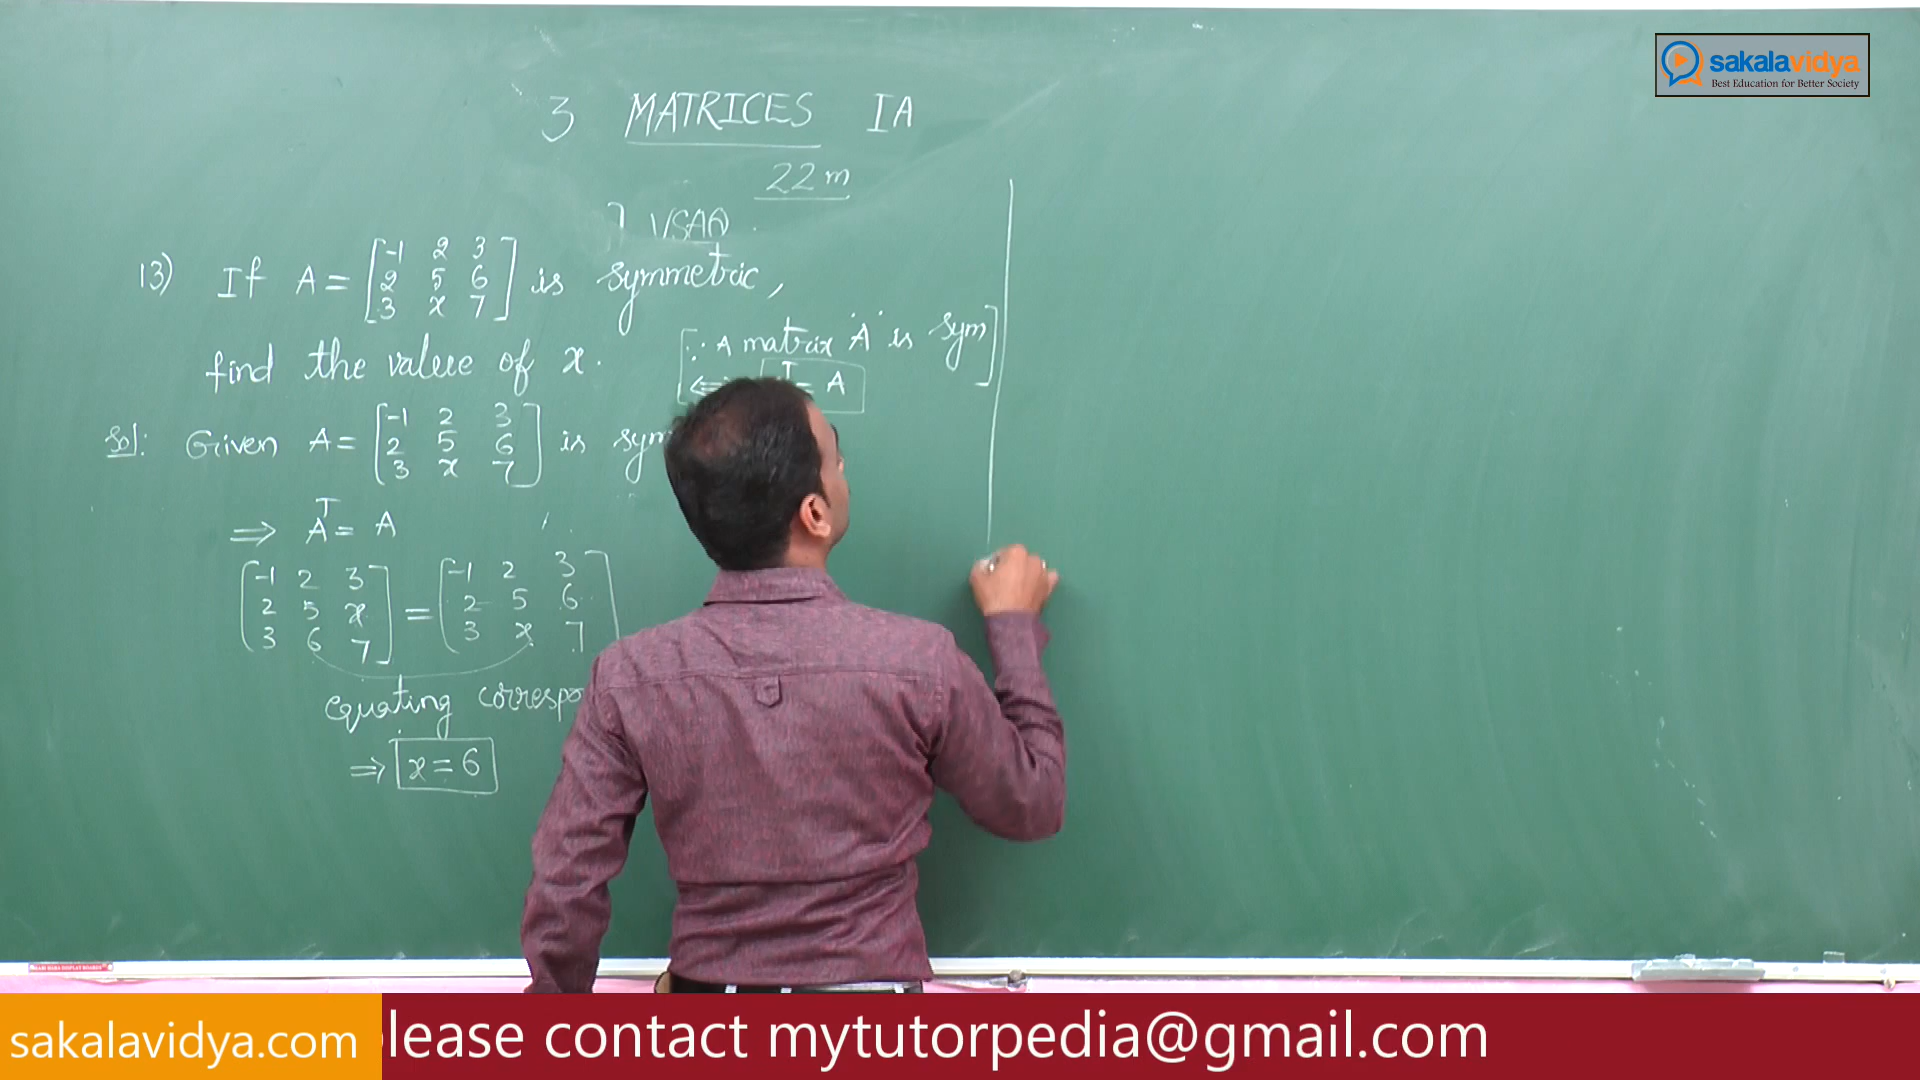 sakalavidya
Best Education for Better Society
3 MATRICES IA
22m
7 VSAQ
13) If A = [-1 2 3
2 5 6
3 x 7] is symmetric,
find the value of x.
[∵ A matrix 'A' is sym
⇔ T = A]
Sol: Given A = [-1 2 3
2 5 6
3 x 7] is sym
⇒ A^T = A
[-1 2 3
2 5 x
3 6 7] = [-1 2 3
2 5 6
3 x 7]
equating correspo
⇒ x = 6
sakalavidya.com
lease contact mytutorpedia@gmail.com